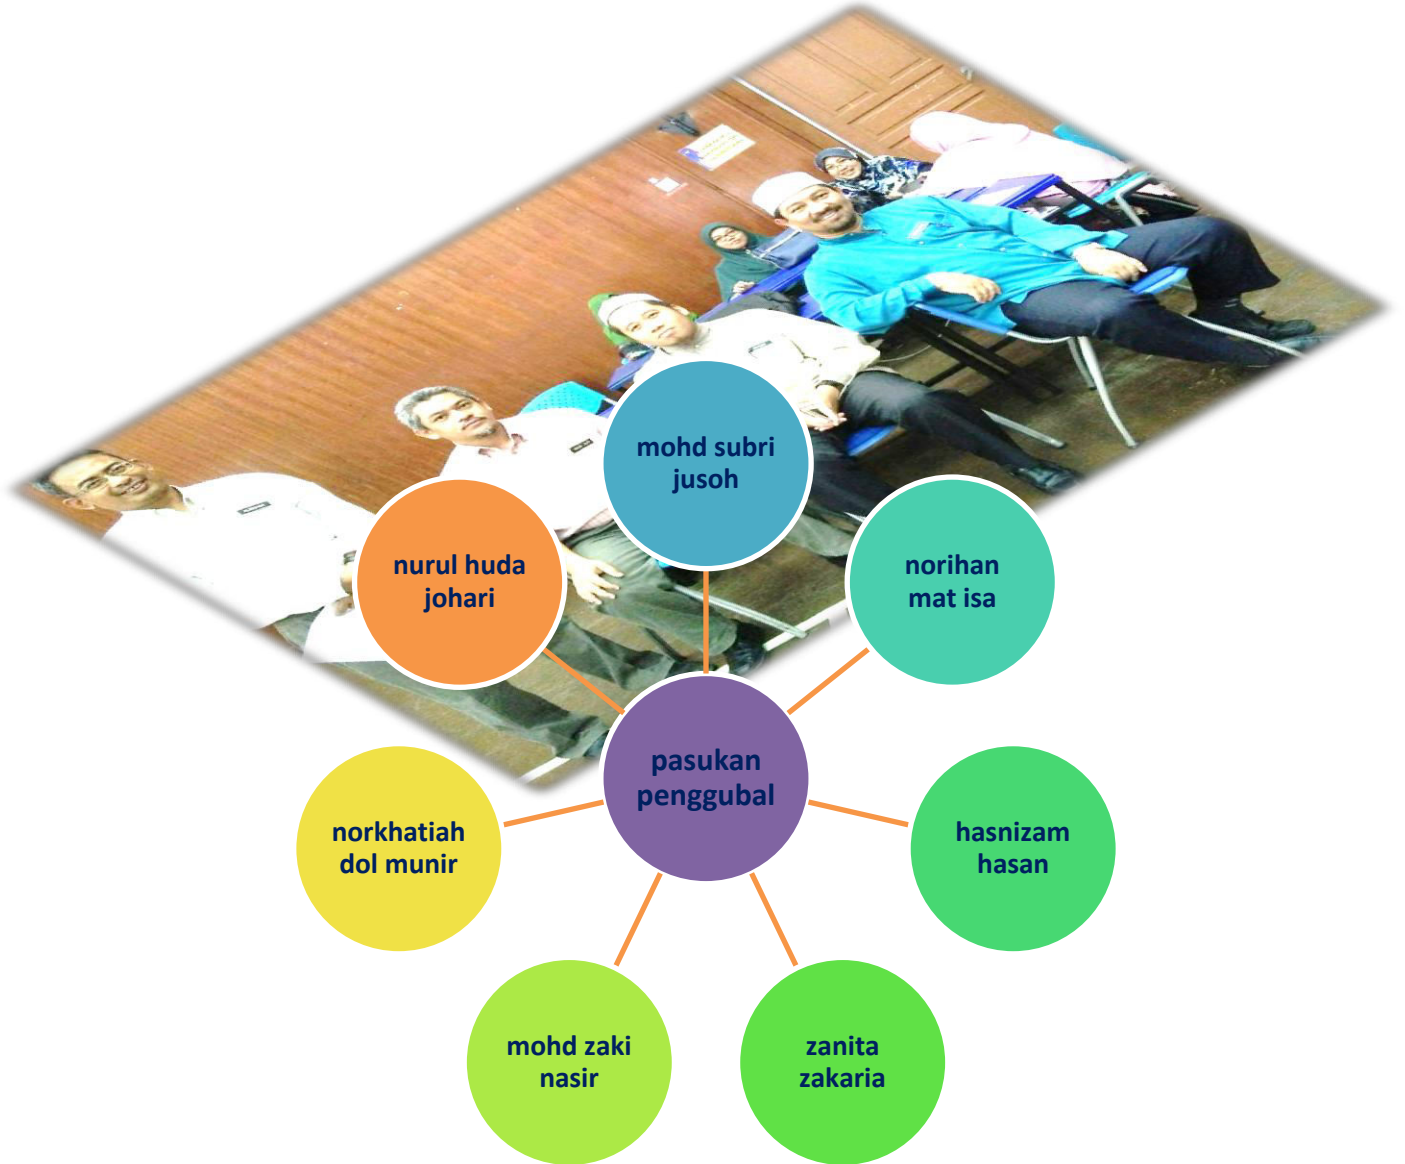 mohd subri
jusoh
nurul huda
johari
norihan
mat isa
pasukan
penggubal
norkhatiah
dol munir
hasnizam
hasan
mohd zaki
nasir
zanita
zakaria